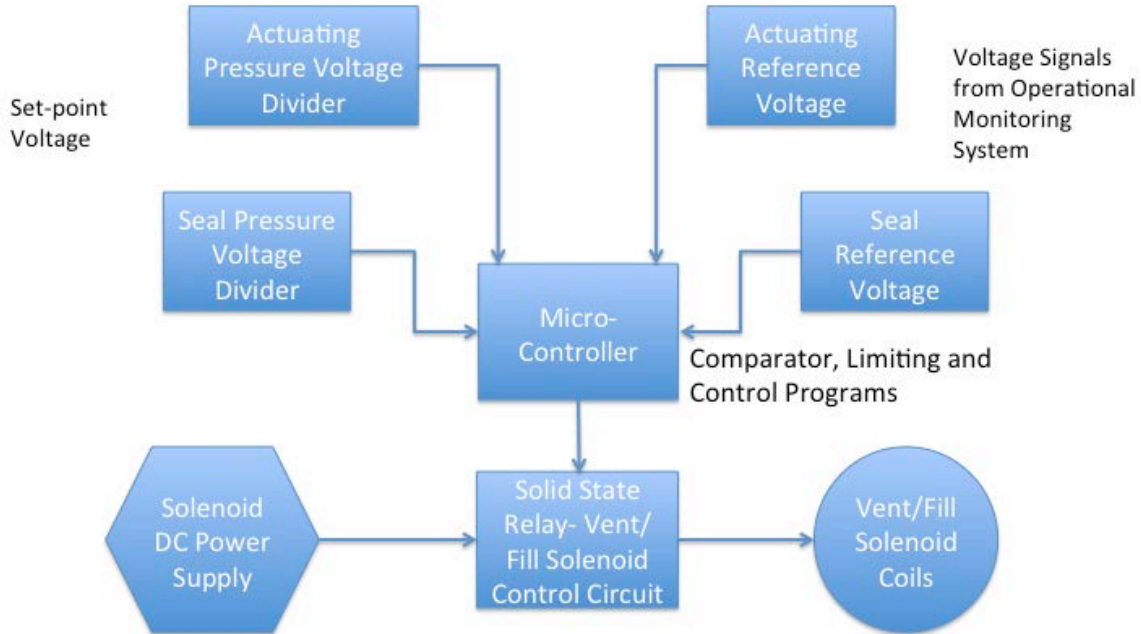 Actuating
Pressure Voltage
Divider
Actuating
Reference
Voltage
Voltage Signals
from Operational
Monitoring
System
Set-point
Voltage
Seal Pressure
Voltage
Divider
Seal
Reference
Voltage
Micro-
Controller
Comparator, Limiting and
Control Programs
Solenoid
DC Power
Supply
Solid State
Relay- Vent/
Fill Solenoid
Control Circuit
Vent/Fill
Solenoid
Coils